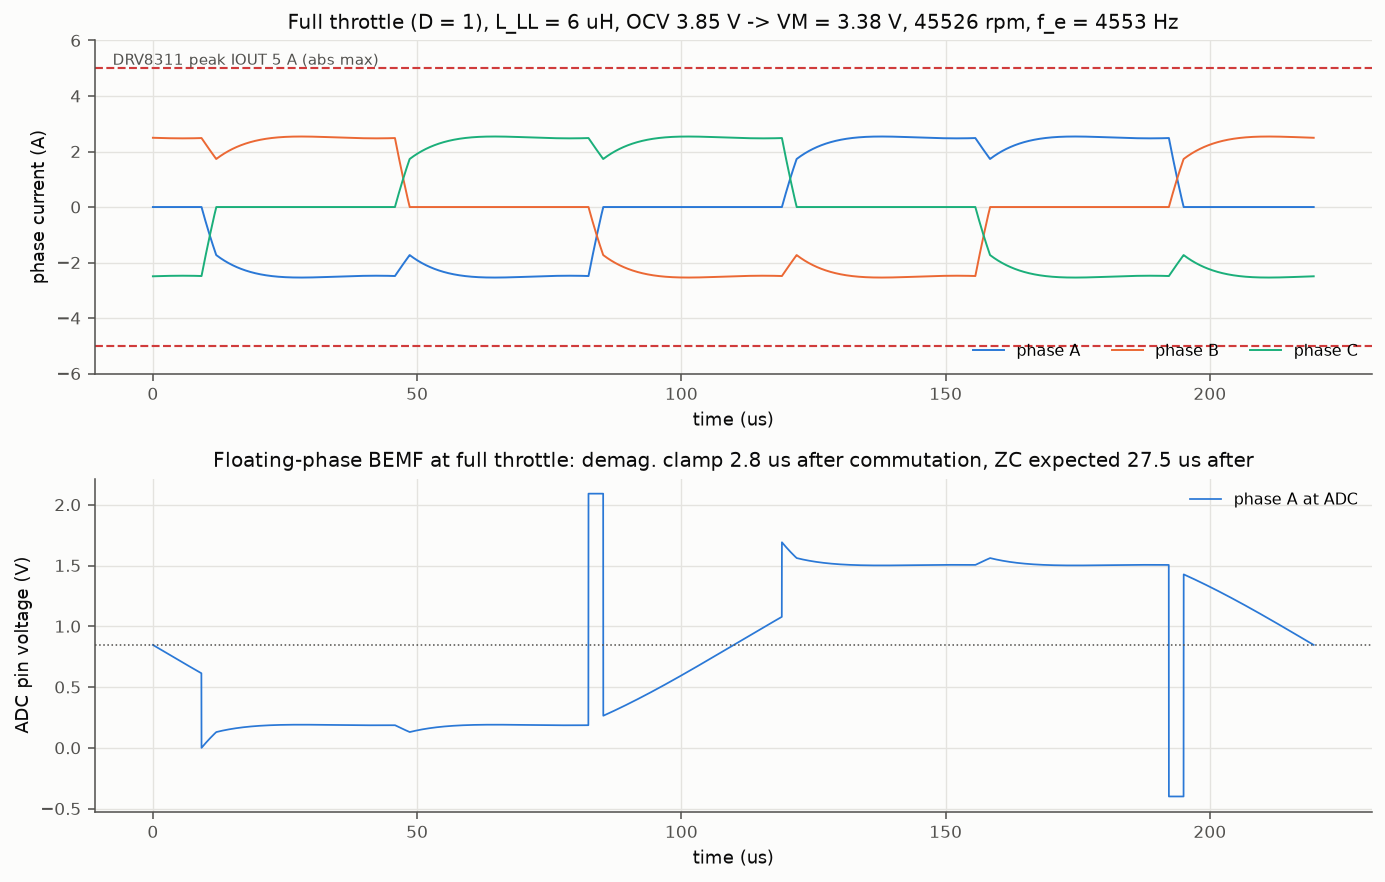 Full throttle (D = 1), L_LL = 6 uH, OCV 3.85 V -> VM = 3.38 V, 45526 rpm, f_e = 4553 Hz
6
DRV8311 peak IOUT 5 A (abs max)
4
2
0
−2
−4
−6
phase current (A)
phase A
phase B
phase C
0
50
100
150
200
time (us)
Floating-phase BEMF at full throttle: demag. clamp 2.8 us after commutation, ZC expected 27.5 us after
phase A at ADC
2.0
1.5
1.0
0.5
0.0
−0.5
ADC pin voltage (V)
0
50
100
150
200
time (us)